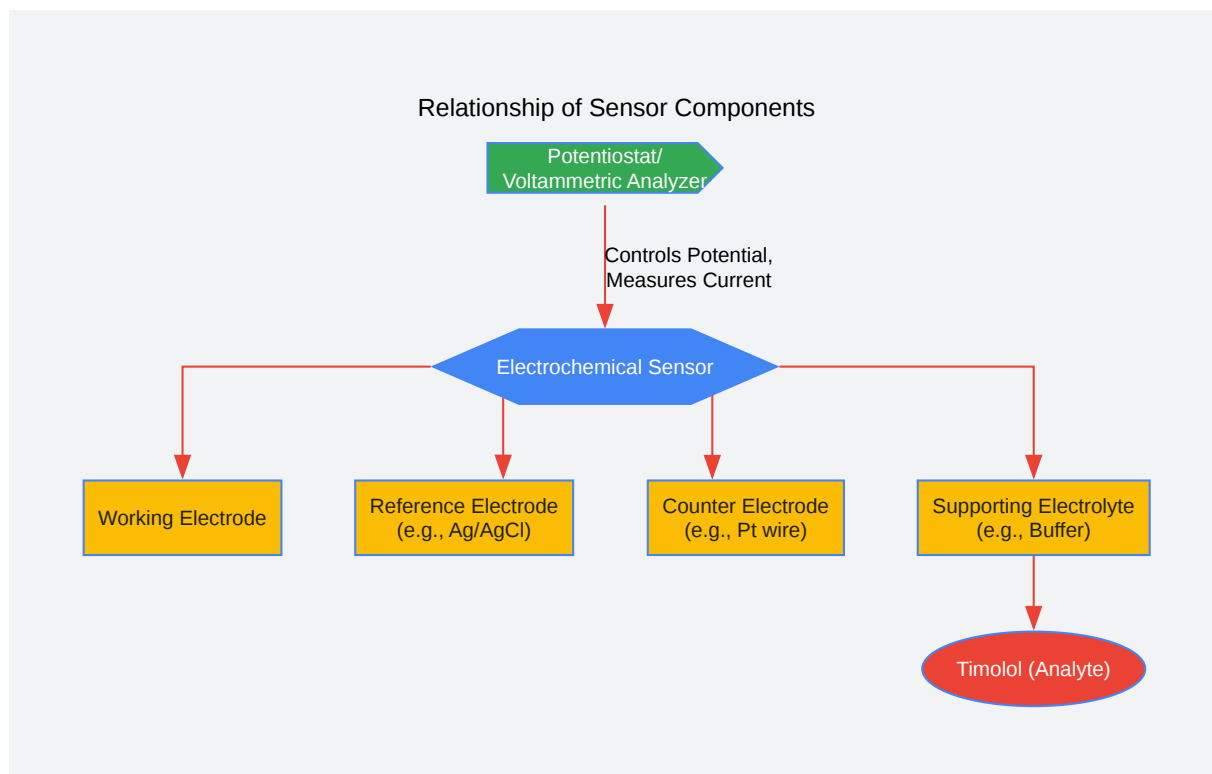 Relationship of Sensor Components
Potentiostat/
Voltammetric Analyzer
Controls Potential,
Measures Current
Electrochemical Sensor
Working Electrode
Reference Electrode
(e.g., Ag/AgCl)
Counter Electrode
(e.g., Pt wire)
Supporting Electrolyte
(e.g., Buffer)
Timolol (Analyte)